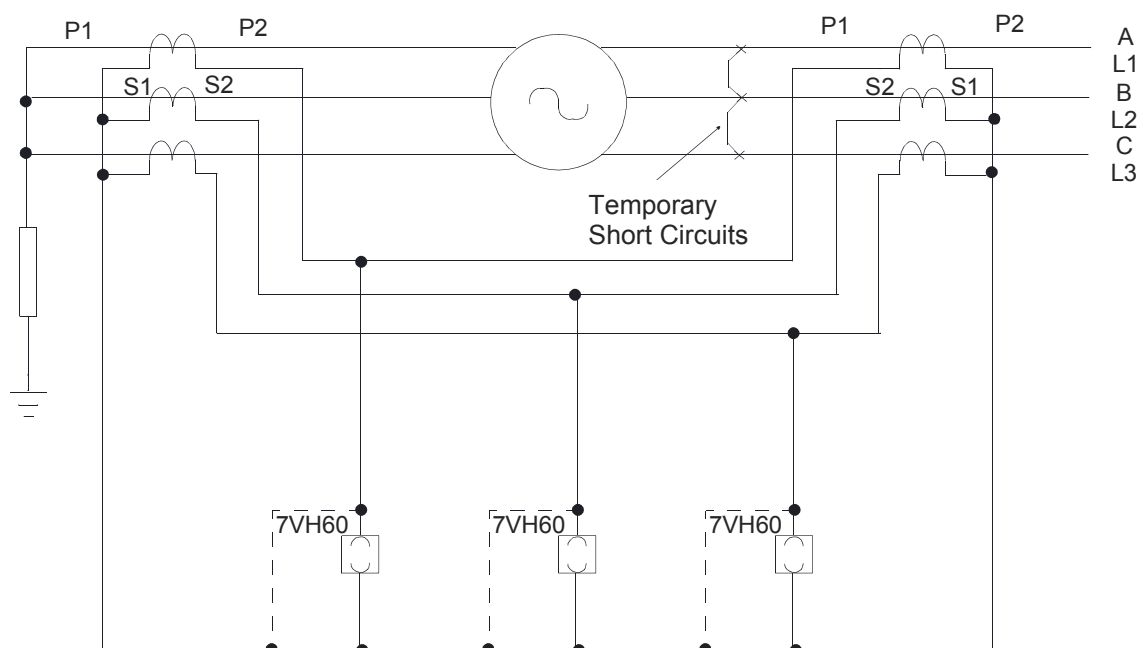 P1
P2
P1
P2
A
L1
S1
S2
S2
S1
B
L2
C
L3
Temporary
Short Circuits
7VH60
7VH60
7VH60